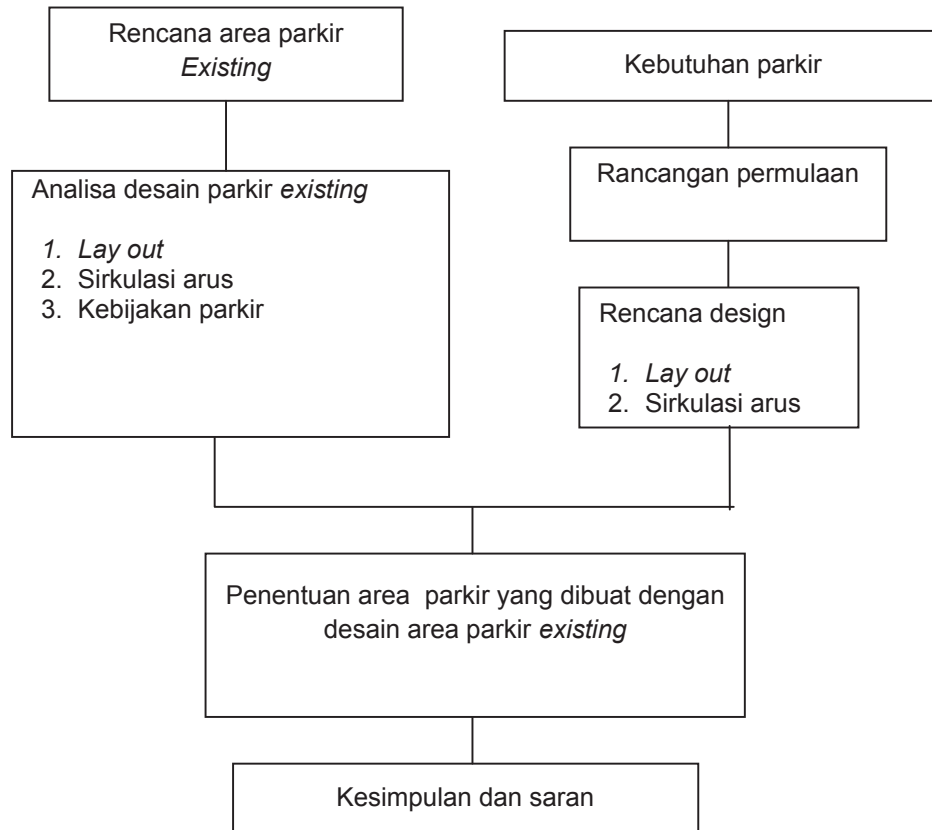 Rencana area parkir
Existing
Kebutuhan parkir
Analisa desain parkir existing
1. Lay out
2. Sirkulasi arus
3. Kebijakan parkir
Rancangan permulaan
Rencana design
1. Lay out
2. Sirkulasi arus
Penentuan area parkir yang dibuat dengan
desain area parkir existing
Kesimpulan dan saran